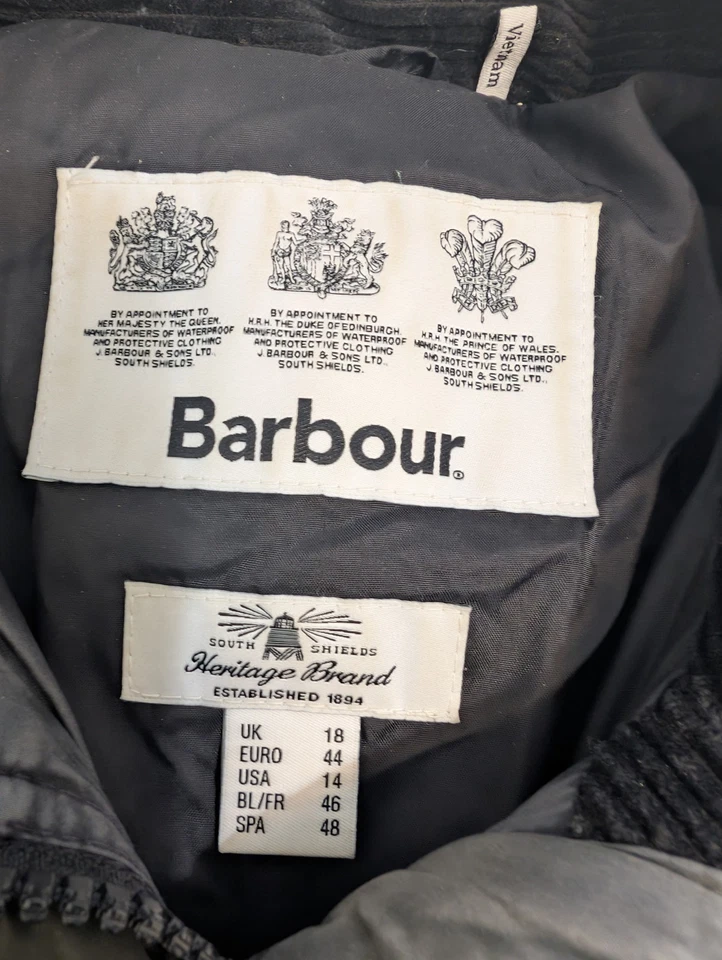 Vietnam
BY APPOINTMENT TO
HER MAJESTY THE QUEEN.
MANUFACTURERS OF WATERPROOF
AND PROTECTIVE CLOTHING
J. BARBOUR & SONS LTD.,
SOUTH SHIELDS.
BY APPOINTMENT TO
H.R.H. THE DUKE OF EDINBURGH.
MANUFACTURERS OF WATERPROOF
AND PROTECTIVE CLOTHING
J. BARBOUR & SONS LTD.,
SOUTH SHIELDS.
BY APPOINTMENT TO
H.R.H. THE PRINCE OF WALES.
MANUFACTURERS OF WATERPROOF
AND PROTECTIVE CLOTHING
J. BARBOUR & SONS LTD.,
SOUTH SHIELDS.
Barbour®
SOUTH SHIELDS
Heritage Brand
ESTABLISHED 1894
UK 18
EURO 44
USA 14
BL/FR 46
SPA 48